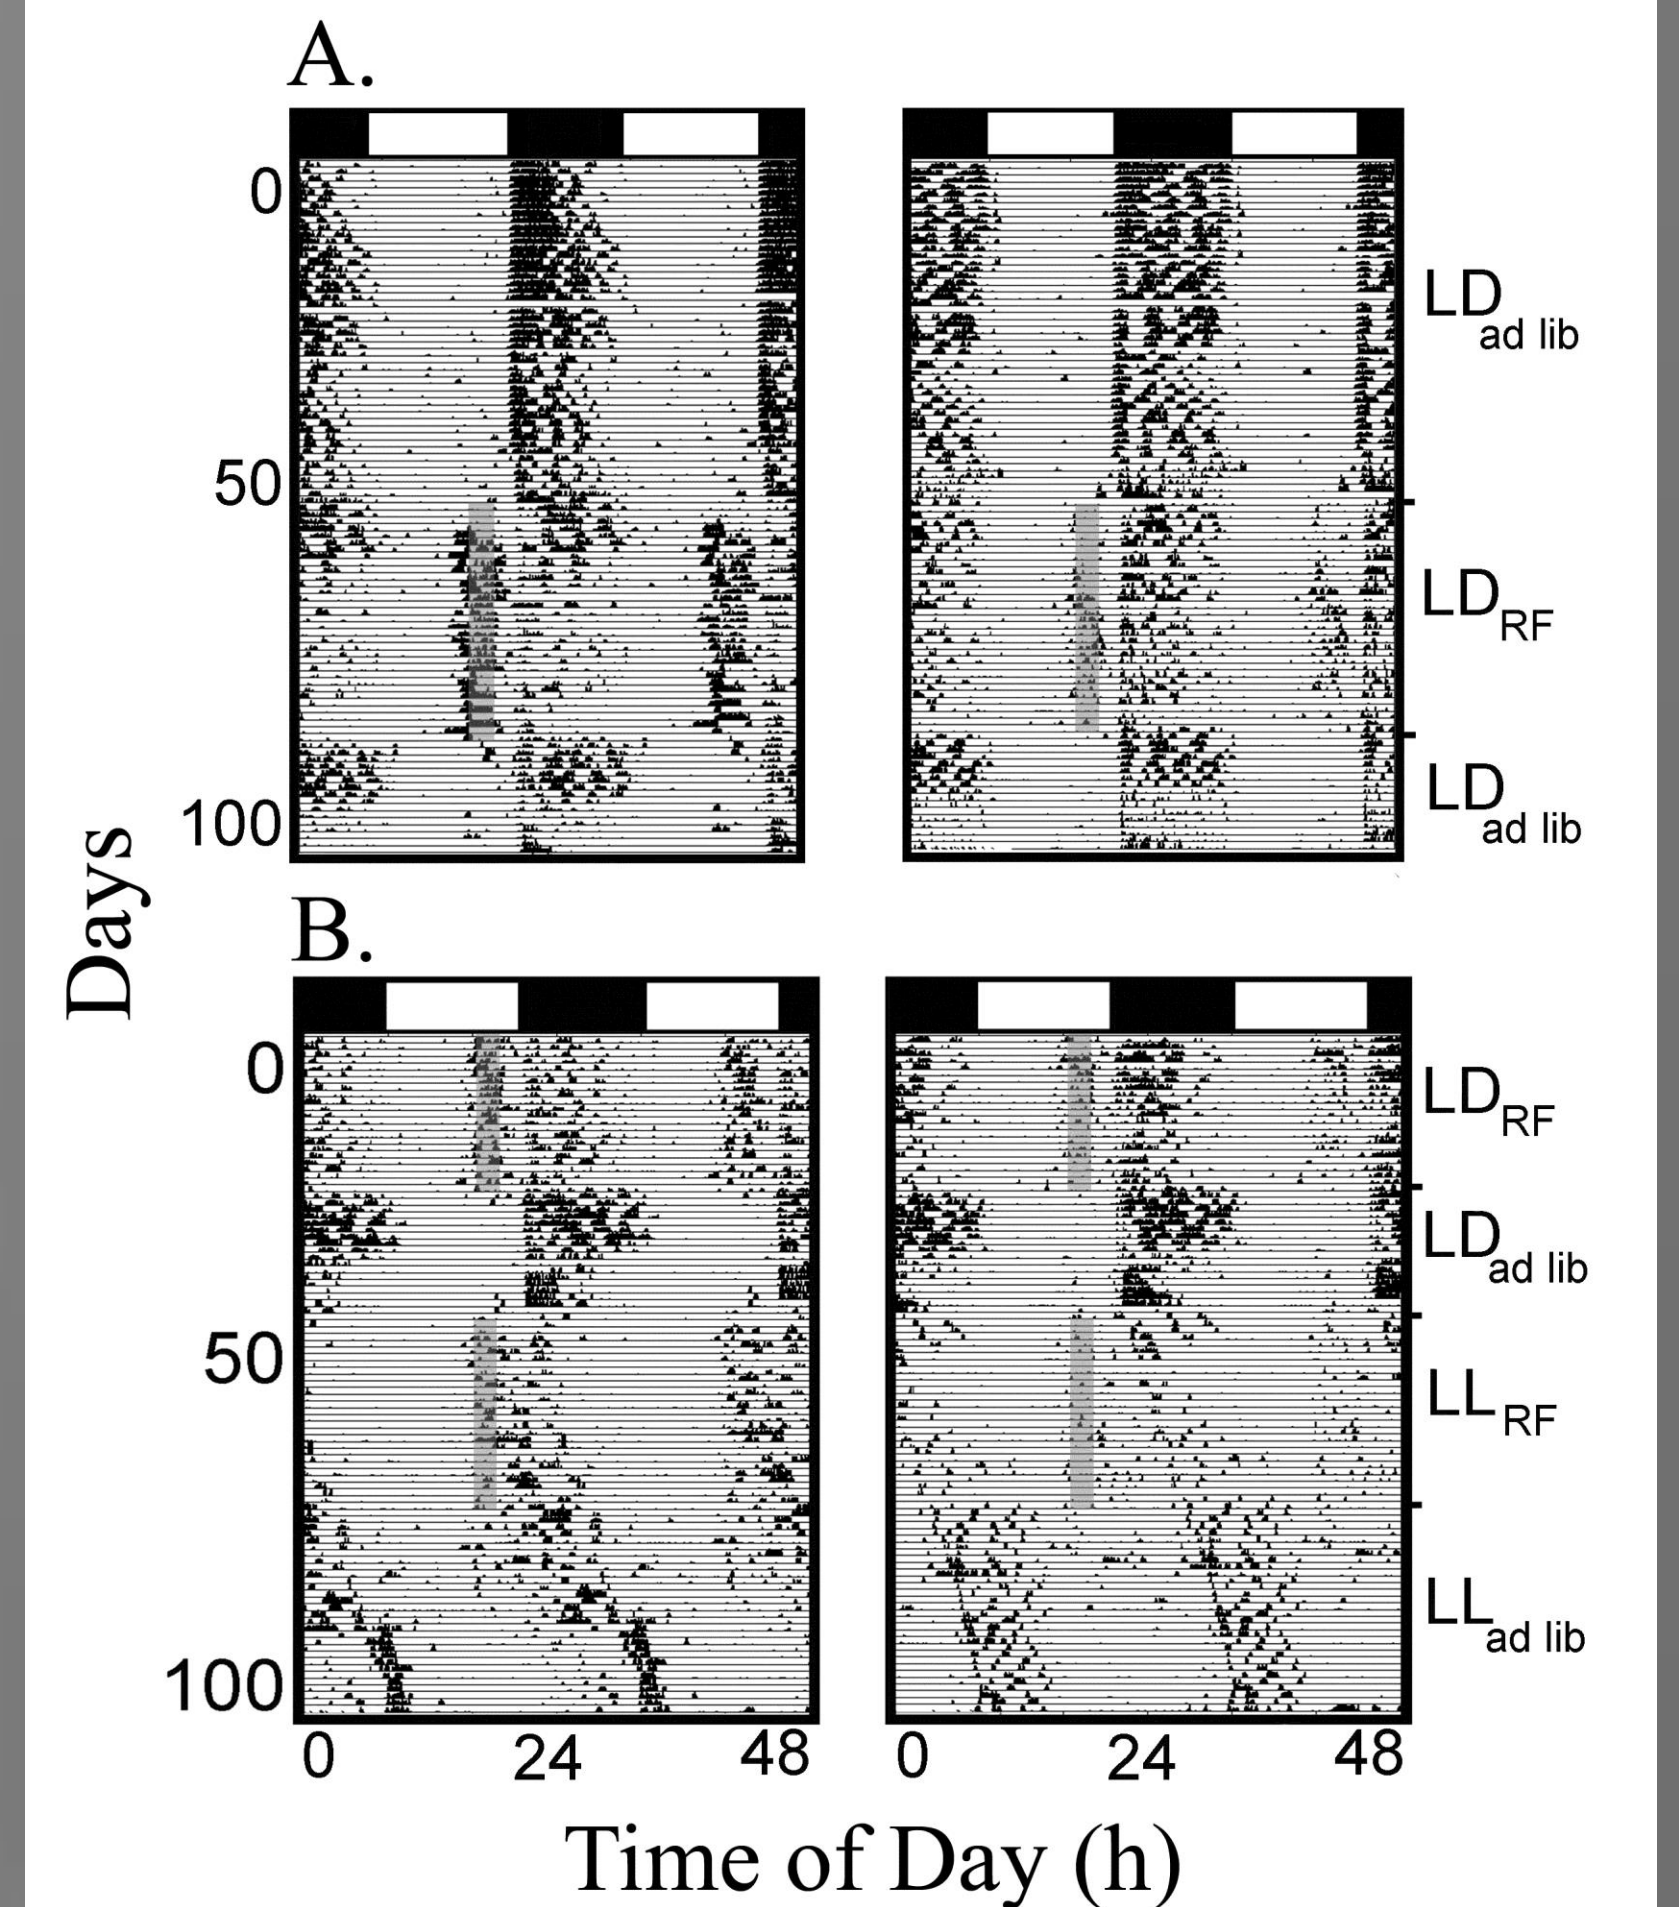 A.
0
50
100
LD ad lib
LD RF
LD ad lib
Days
B.
0
50
100
LD RF
LD ad lib
LL RF
LL ad lib
0 24 48
0 24 48
Time of Day (h)